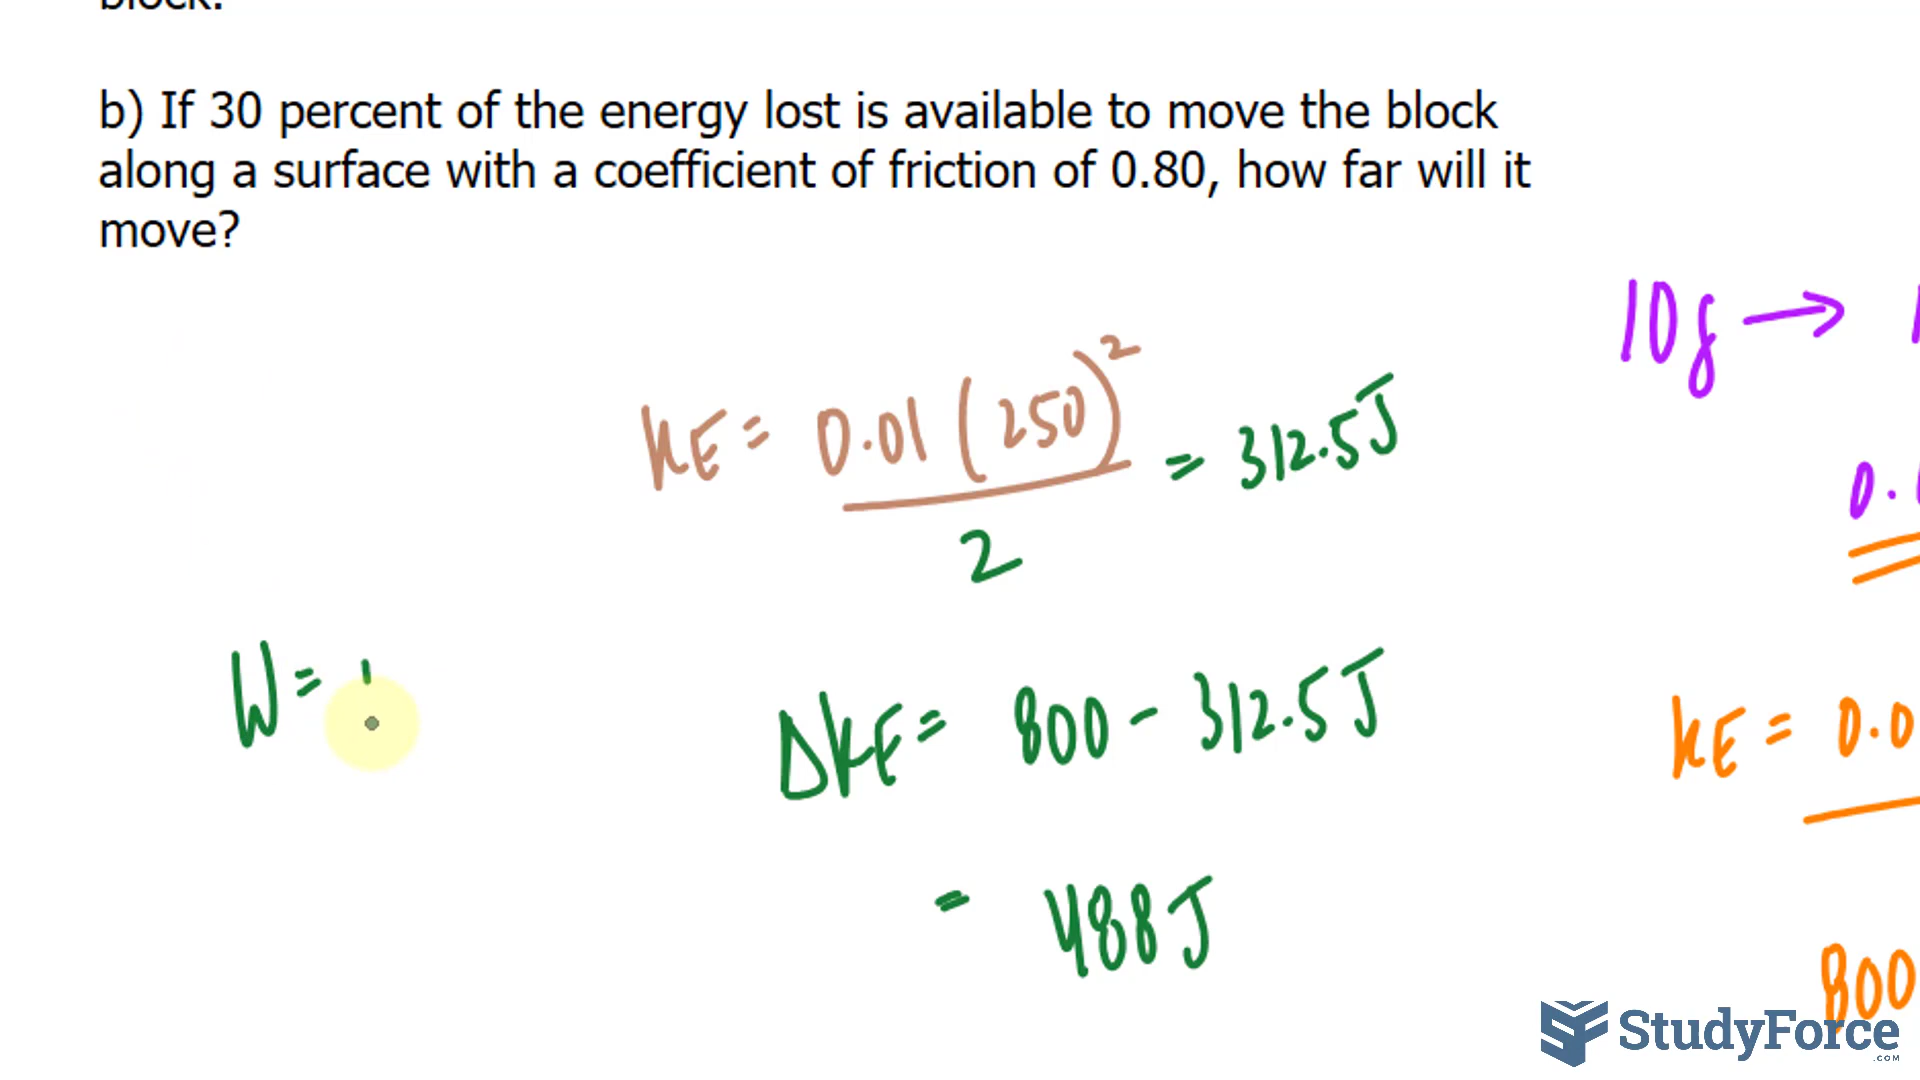 block.
b) If 30 percent of the energy lost is available to move the block
along a surface with a coefficient of friction of 0.80, how far will it
move?
10g →
KE = 0.01 (250)² = 312.5J
2
0.
W =
ΔKE = 800 - 312.5J
KE = 0.0
= 488J
800
StudyForce
.COM